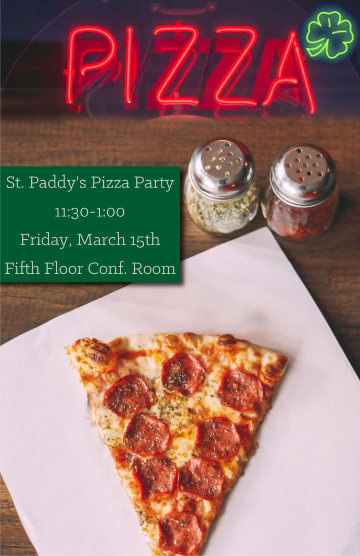 PIZZA
St. Paddy's Pizza Party
11:30-1:00
Friday, March 15th
Fifth Floor Conf. Room